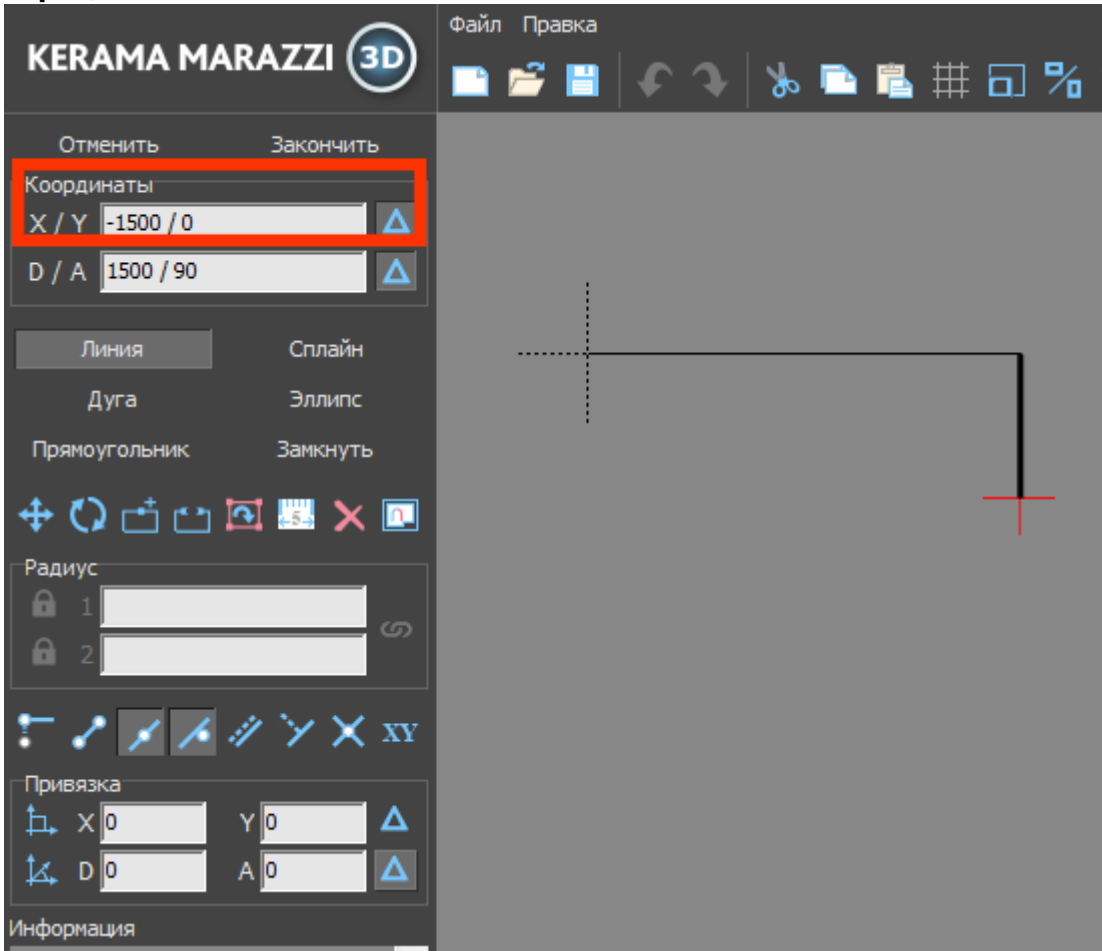 KERAMA MARAZZI 3D
Файл Правка
Отменить Закончить
Координаты
X / Y -1500 / 0
D / A 1500 / 90
Линия Сплайн
Дуга Эллипс
Прямоугольник Замкнуть
5
Радиус
1
2
XY
Привязка
X 0 Y 0
D 0 A 0
Информация